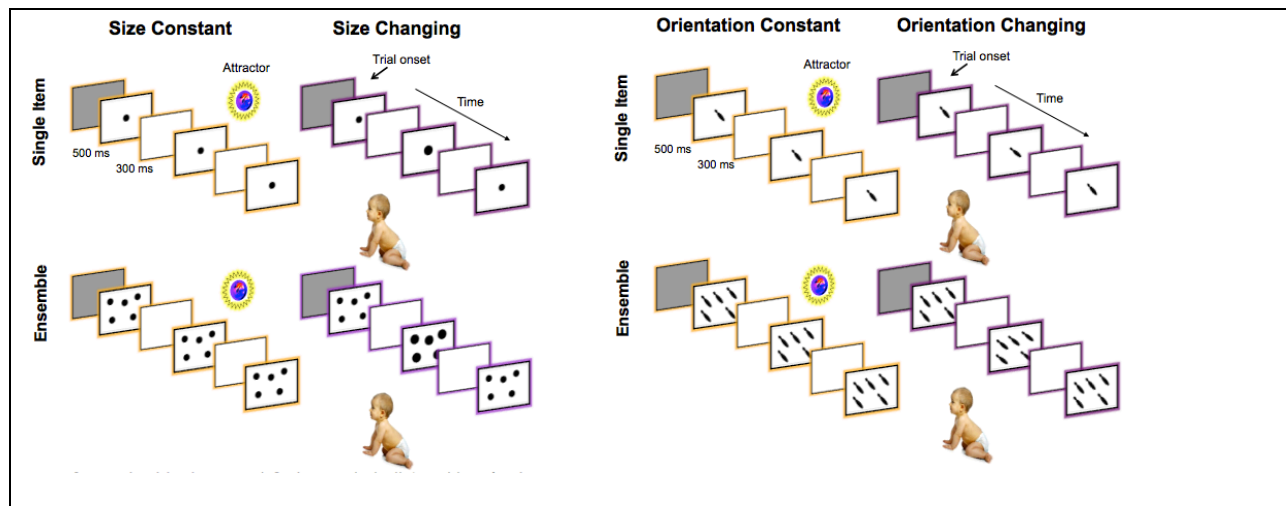 Size Constant
Size Changing
Single Item
Attractor
Trial onset
Time
500 ms
300 ms
Ensemble
Orientation Constant
Orientation Changing
Single Item
Attractor
Trial onset
Time
500 ms
300 ms
Ensemble